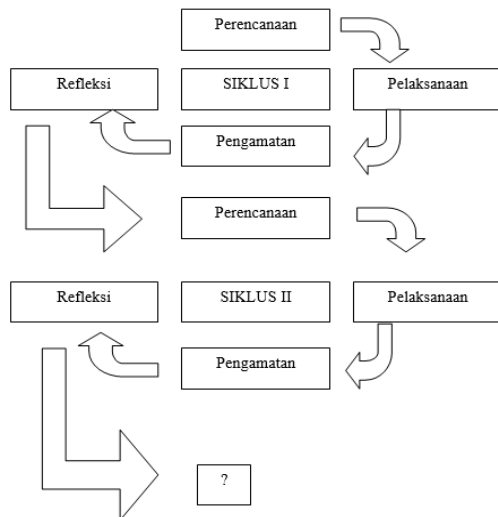 Perencanaan
Refleksi
SIKLUS I
Pelaksanaan
Pengamatan
Perencanaan
Refleksi
SIKLUS II
Pelaksanaan
Pengamatan
?